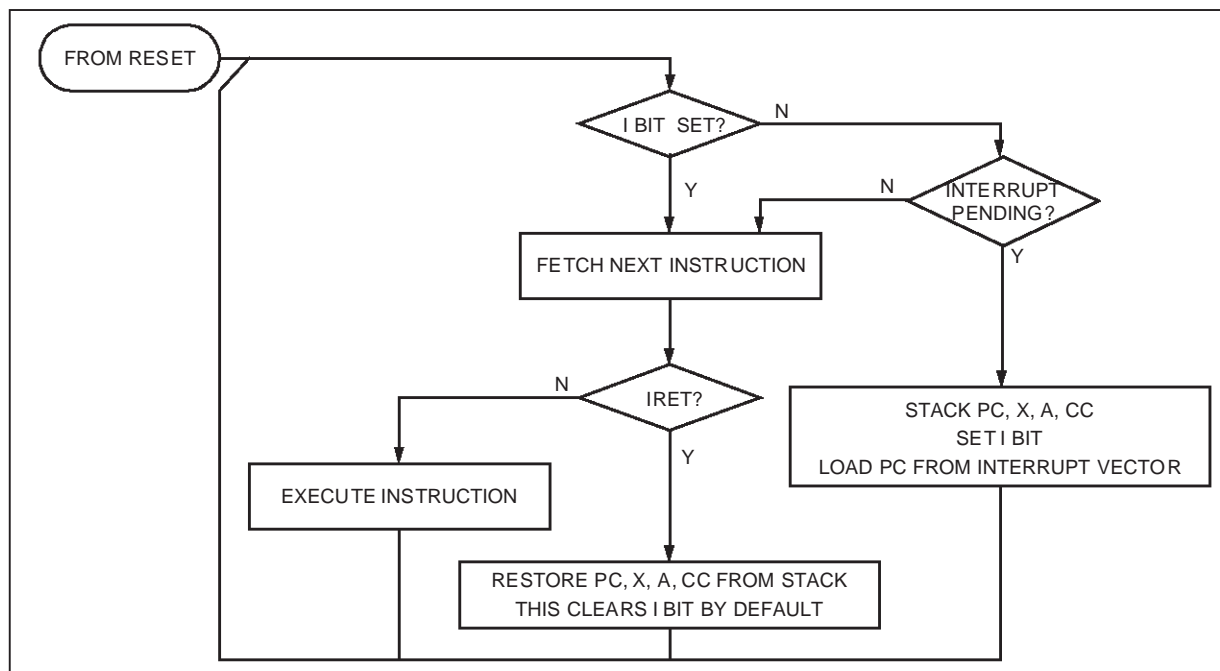 FROM RESET
I BIT SET?
N
Y
N
INTERRUPT
PENDING?
Y
FETCH NEXT INSTRUCTION
N
IRET?
Y
STACK PC, X, A, CC
SET I BIT
LOAD PC FROM INTERRUPT VECTOR
EXECUTE INSTRUCTION
RESTORE PC, X, A, CC FROM STACK
THIS CLEARS I BIT BY DEFAULT